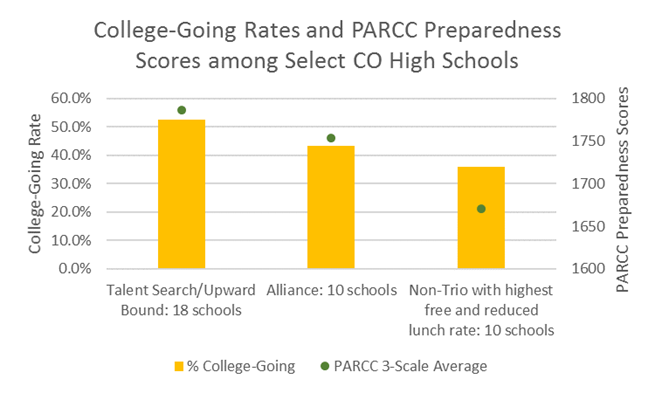 College-Going Rates and PARCC Preparedness
Scores among Select CO High Schools
College-Going Rate
60.0%
50.0%
40.0%
30.0%
20.0%
10.0%
0.0%
1800
1750
1700
1650
1600
PARCC Preparedness Scores
Talent Search/Upward
Bound: 18 schools
Alliance: 10 schools
Non-Trio with highest
free and reduced
lunch rate: 10 schools
% College-Going
PARCC 3-Scale Average